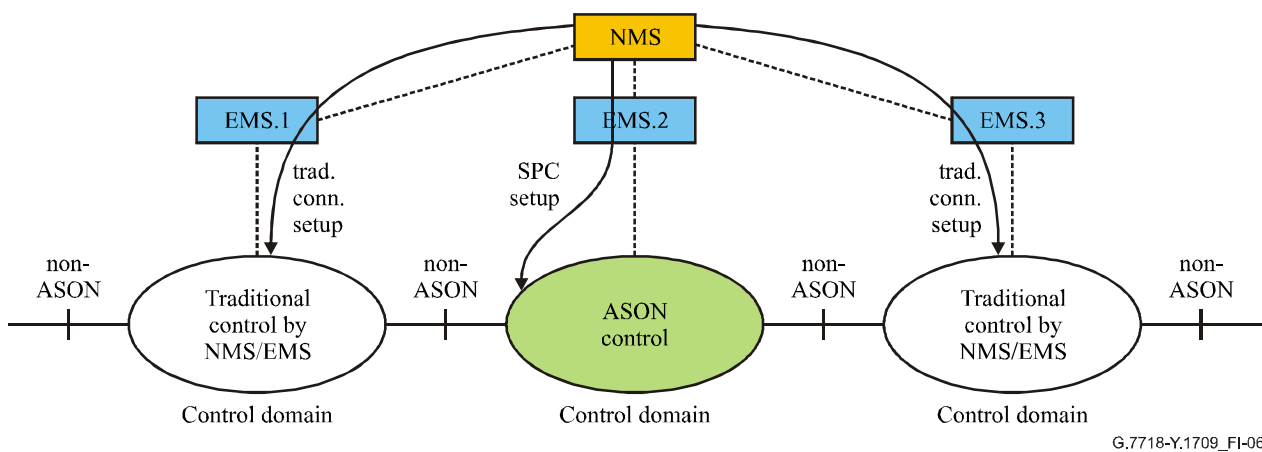 NMS
EMS.1
EMS.2
EMS.3
trad.
conn.
setup
SPC
setup
trad.
conn.
setup
non-
ASON
Traditional
control by
NMS/EMS
non-
ASON
ASON
control
non-
ASON
Traditional
control by
NMS/EMS
non-
ASON
Control domain
Control domain
Control domain
G.7718-Y.1709_FI-06